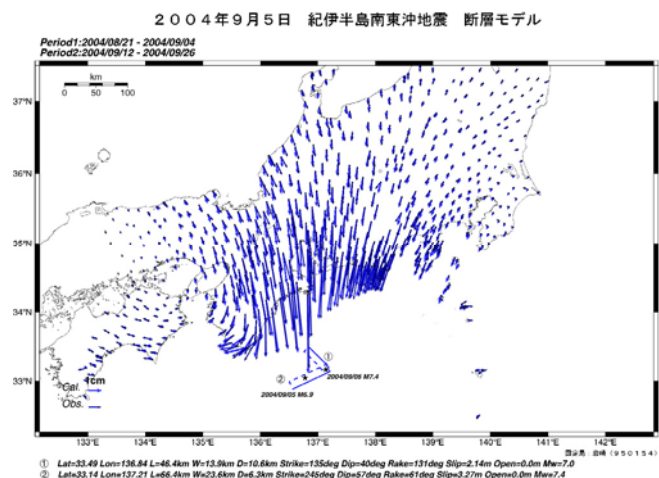 ２００４年９月５日　紀伊半島南東沖地震　断層モデル
Period1:2004/08/21 - 2004/09/04
Period2:2004/09/12 - 2004/09/26
km
0 50 100
37°N
36°N
35°N
34°N
33°N
Cal.
1cm
Obs.
①
②
2004/09/05 M7.4
2004/09/05 M6.9
133°E 134°E 135°E 136°E 137°E 138°E 139°E 140°E 141°E 142°E
(950154)
① Lat=33.49 Lon=136.84 L=46.4km W=13.9km D=10.6km Strike=135deg Dip=40deg Rake=131deg Slip=2.14m Open=0.0m Mw=7.0
② Lat=33.14 Lon=137.21 L=66.4km W=23.6km D=6.3km Strike=245deg Dip=57deg Rake=61deg Slip=3.27m Open=0.0m Mw=7.4